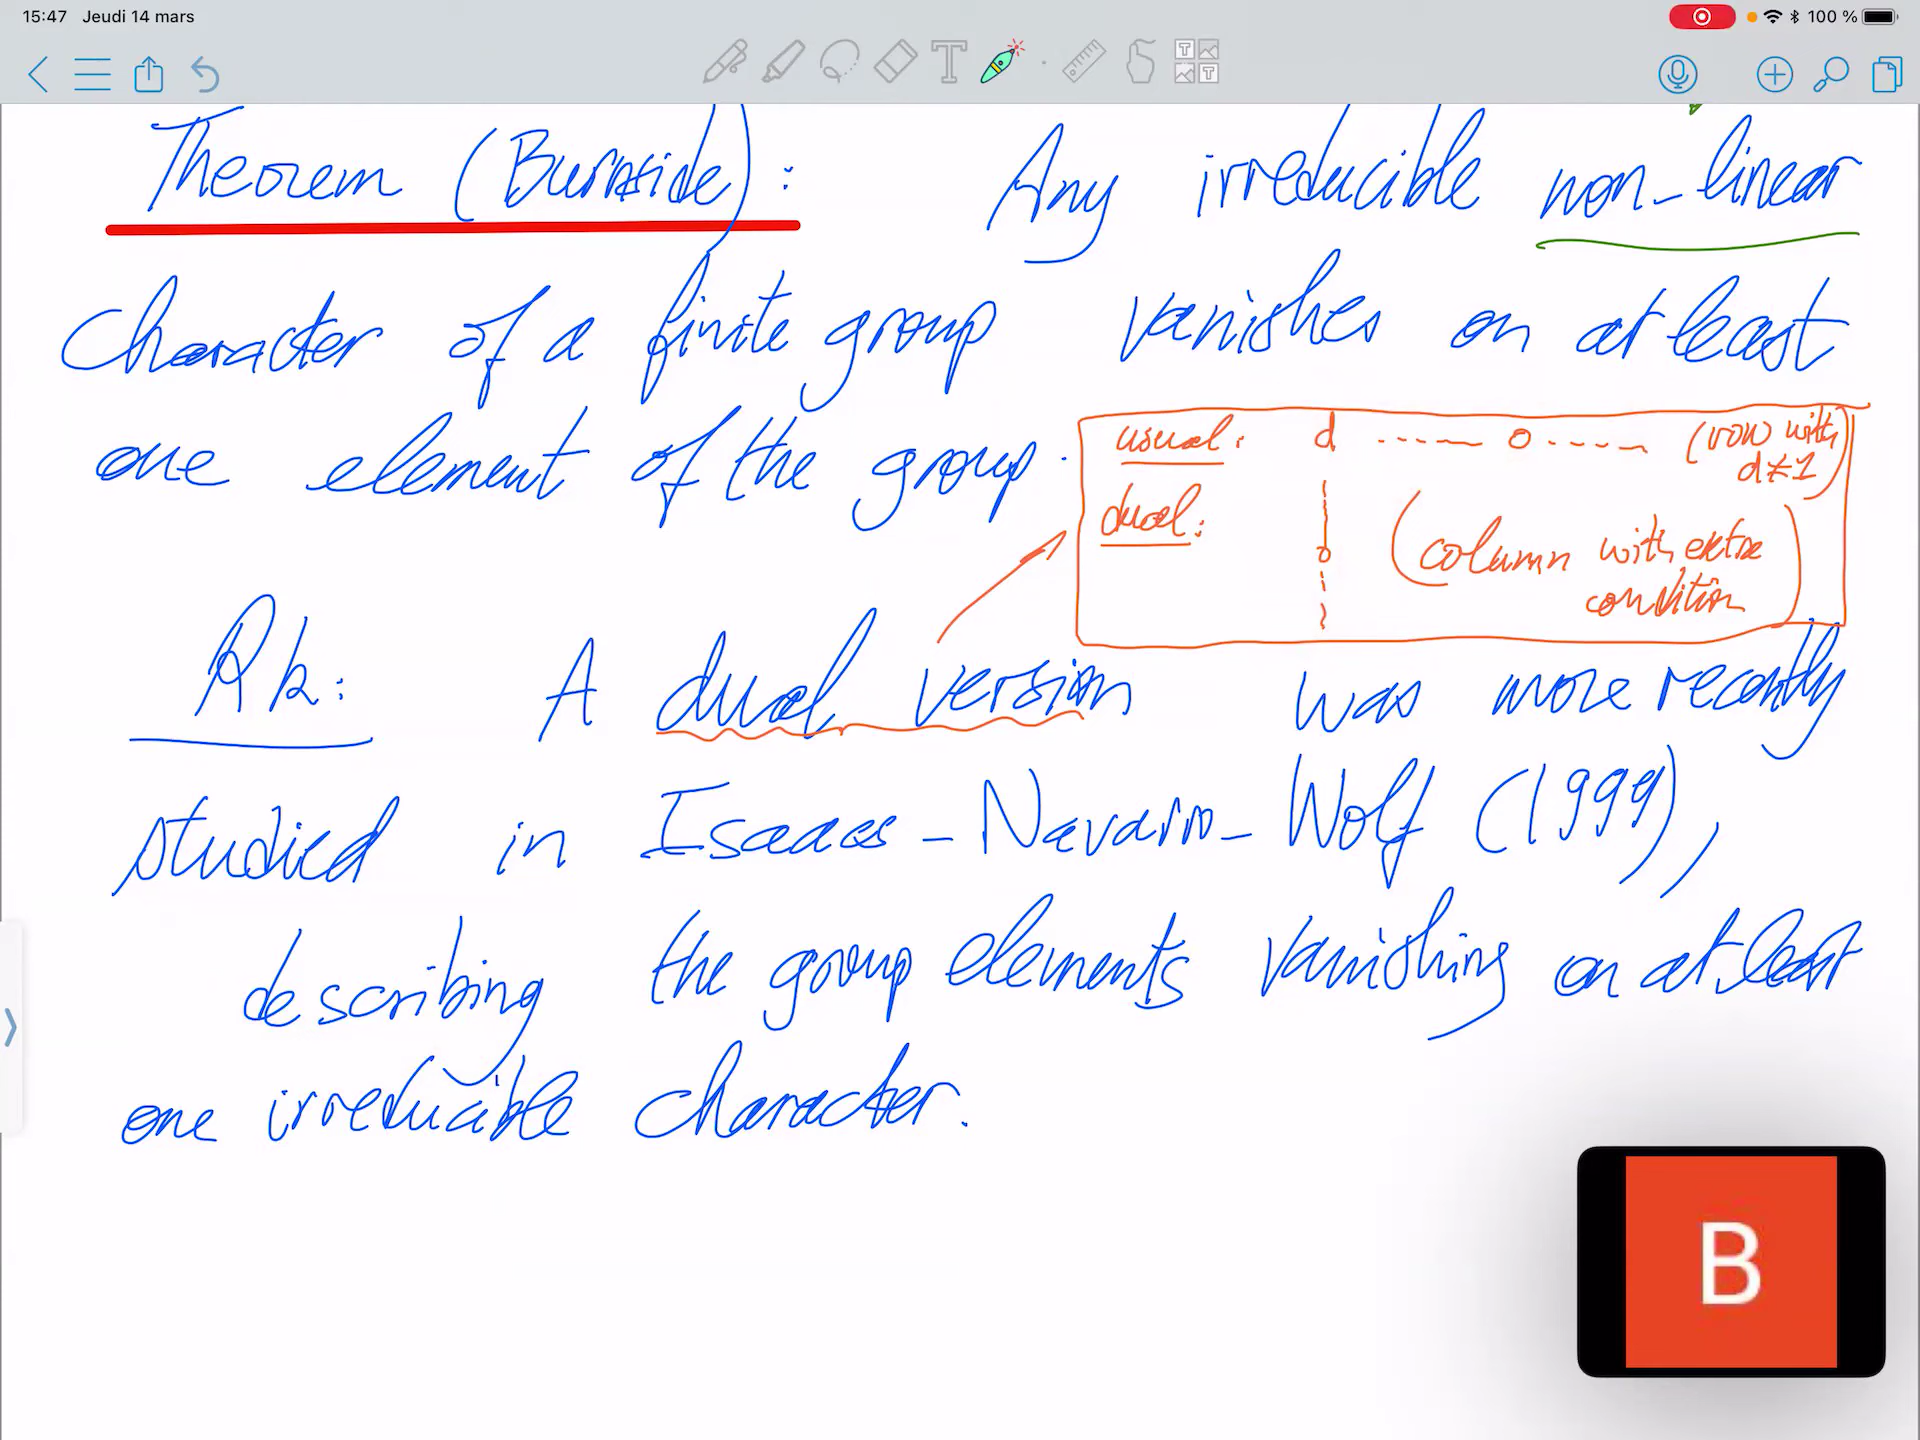 15:47 Jeudi 14 mars 100 %
Theorem (Burnside): Any irreducible non-linear
character of a finite group vanishes on at least
one element of the group.
usual: d ----- 0 ----- (row with d≠1)
dual: 0 (column with extra condition)
Rk: A dual version was more recently
studied in Isaacs-Navarro-Wolf (1999),
describing the group elements vanishing on at least
one irreducible character.
B